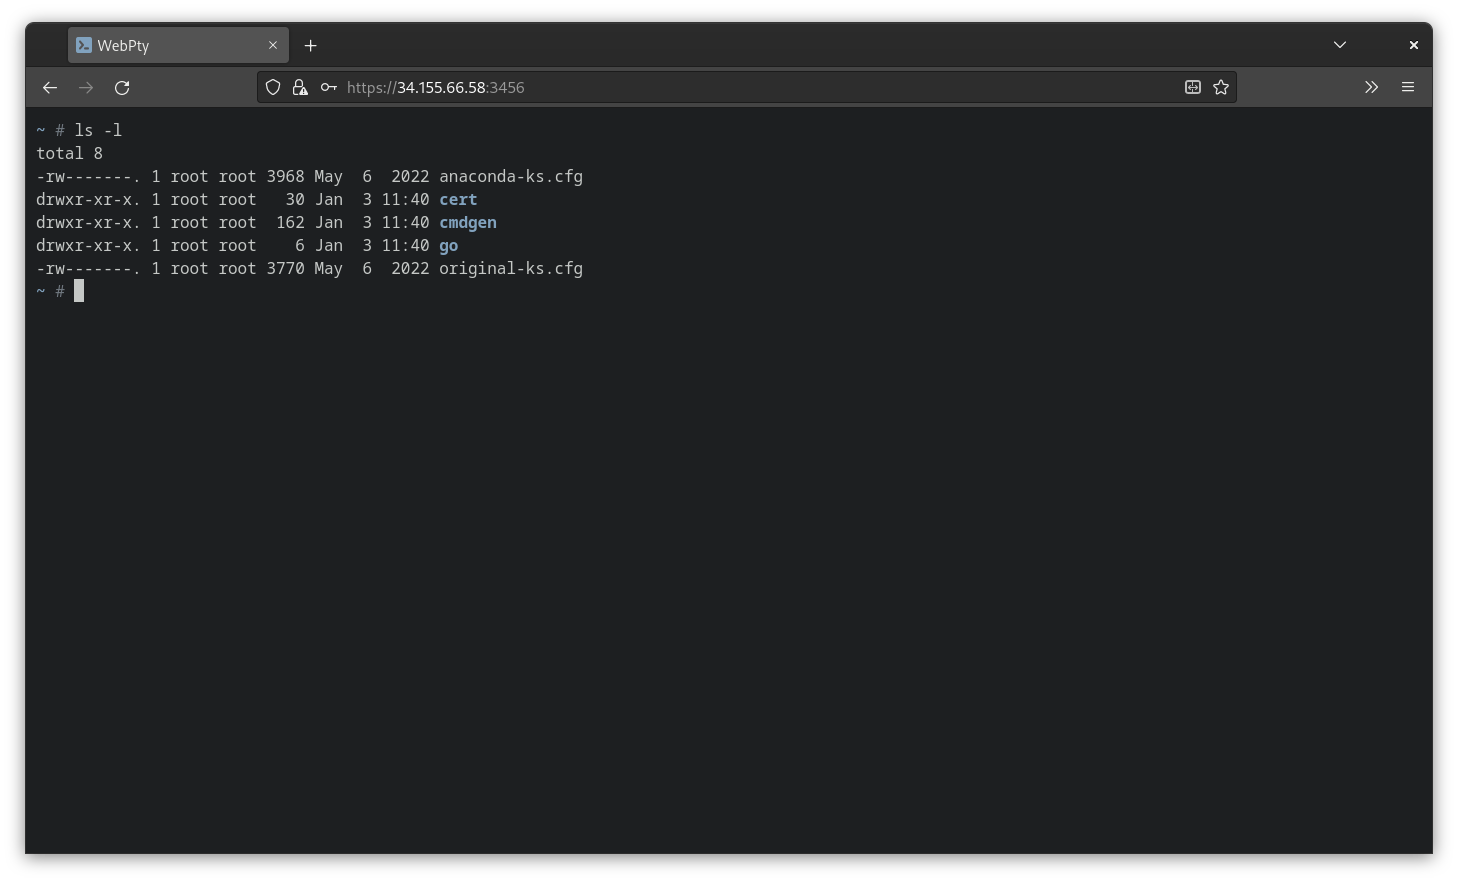 WebPty
https://34.155.66.58:3456
~ # ls -l
total 8
-rw-------. 1 root root 3968 May  6  2022 anaconda-ks.cfg
drwxr-xr-x. 1 root root   30 Jan  3 11:40 cert
drwxr-xr-x. 1 root root  162 Jan  3 11:40 cmdgen
drwxr-xr-x. 1 root root    6 Jan  3 11:40 go
-rw-------. 1 root root 3770 May  6  2022 original-ks.cfg
~ #